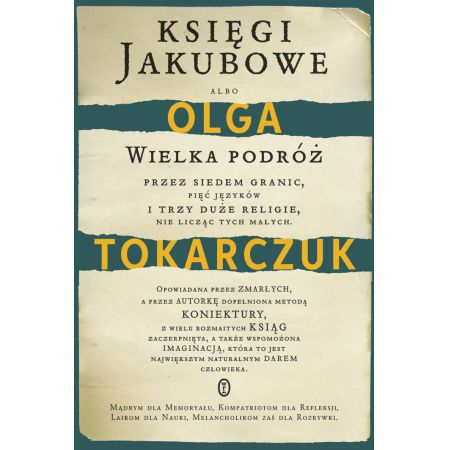 KSIĘGI
JAKUBOWE
ALBO
OLGA
WIELKA PODRÓŻ
PRZEZ SIEDEM GRANIC,
PIĘĆ JĘZYKÓW
I TRZY DUŻE RELIGIE,
NIE LICZĄC TYCH MAŁYCH.
TOKARCZUK
OPOWIADANA PRZEZ ZMARŁYCH,
A PRZEZ AUTORKĘ DOPEŁNIONA METODĄ
KONIEKTURY,
Z WIELU ROZMAITYCH KSIĄG
ZACZERPNIĘTA, A TAKŻE WSPOMOŻONA
IMAGINACJĄ, KTÓRA TO JEST
NAJWIĘKSZYM NATURALNYM DAREM
CZŁOWIEKA.
MĄDRYM DLA MEMORYAŁU, KOMPATRIOTOM DLA REFLEKSJI,
LAIKOM DLA NAUKI, MELANCHOLIKOM ZAŚ DLA ROZRYWKI.